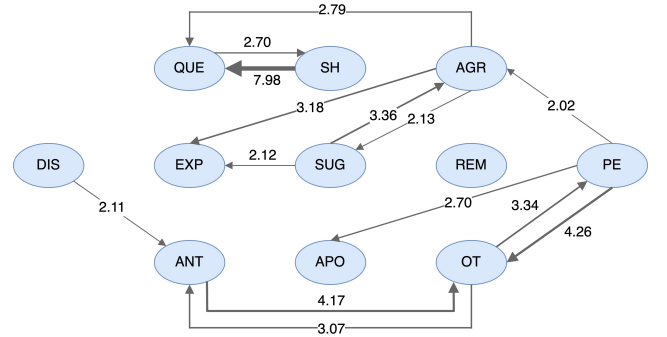 2.79
2.70
QUE
SH
AGR
7.98
3.18
3.36
2.13
2.02
2.12
DIS
EXP
SUG
REM
PE
2.11
2.70
3.34
4.26
ANT
APO
OT
4.17
3.07